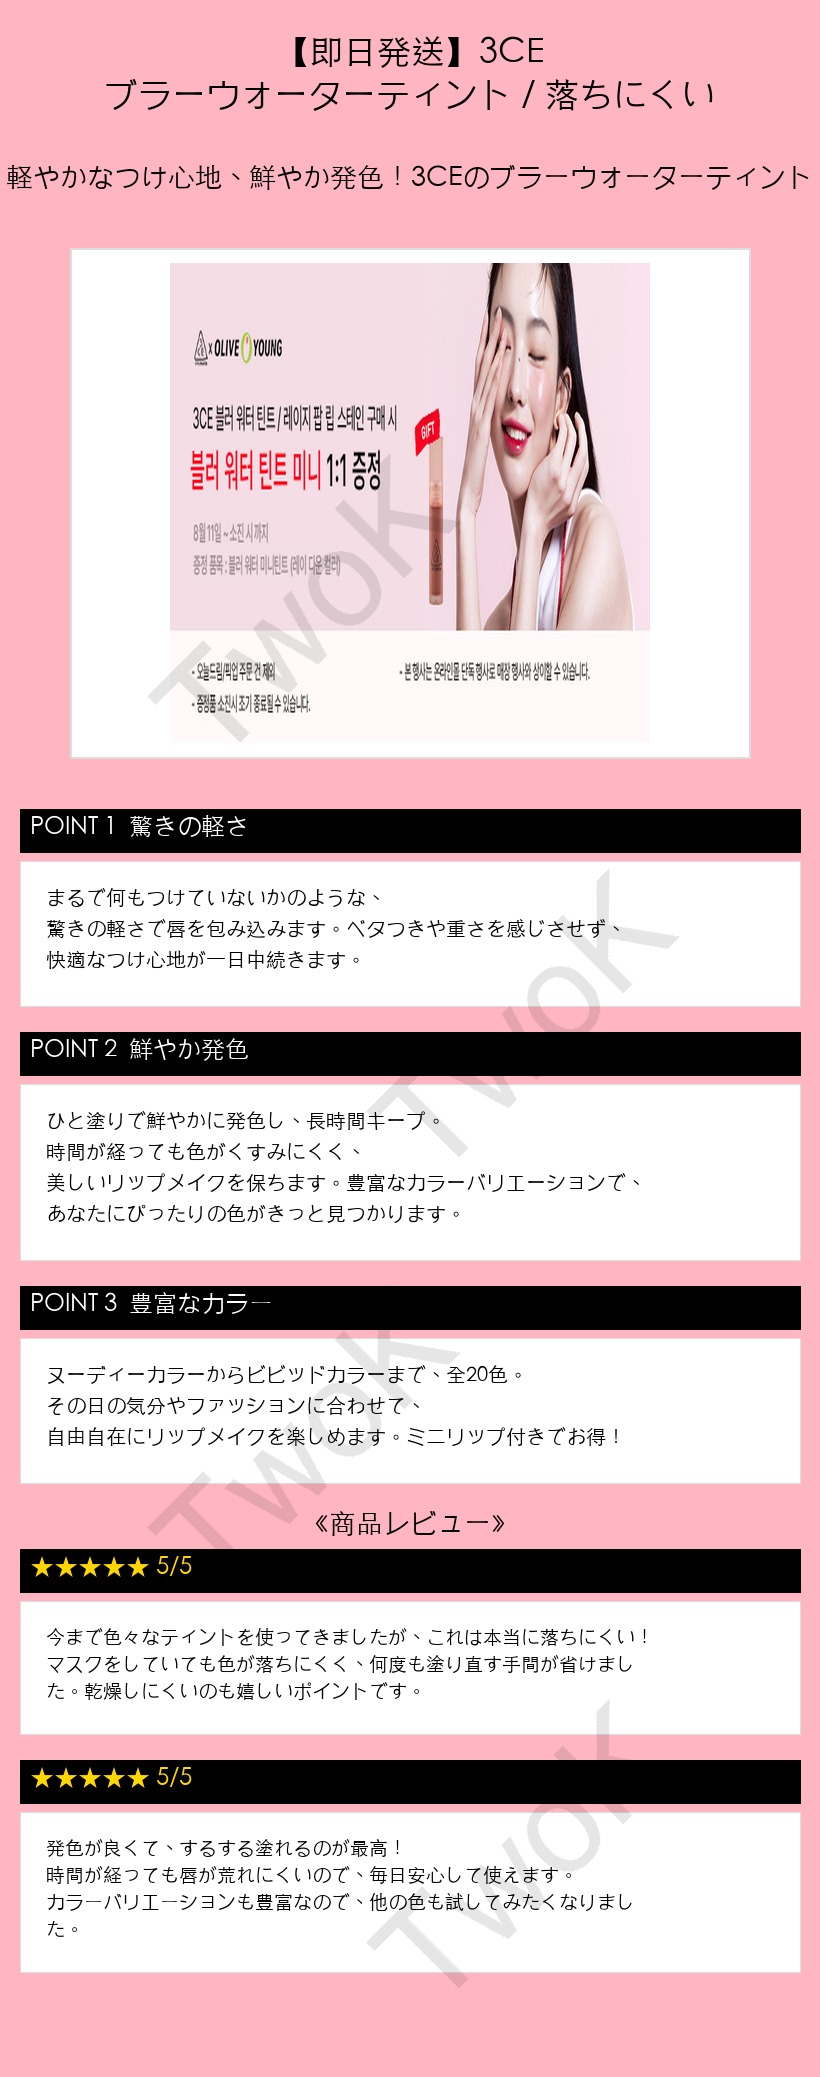 【即日発送】3CE
ブラーウォーターティント / 落ちにくい
軽やかなつけ心地、鮮やか発色！3CEのブラーウォーターティント
3CE x OLIVE YOUNG
3CE 블러 워터 틴트 / 레이지 팝 립 스테인 구매 시
블러 워터 틴트 미니 1:1 증정
GIFT
8월 11일 ~ 소진 시 까지
증정 품목 : 블러 워터 미니틴트 (레이 다운 컬러)
- 오늘드림/픽업 주문 건 제외
- 본 행사는 온라인몰 단독 행사로 매장 행사와 상이할 수 있습니다.
- 증정품 소진시 조기 종료될 수 있습니다.
TwoK
POINT 1 驚きの軽さ
まるで何もつけていないかのような、
驚きの軽さで唇を包み込みます。ベタつきや重さを感じさせず、
快適なつけ心地が一日中続きます。
TwoK
POINT 2 鮮やか発色
ひと塗りで鮮やかに発色し、長時間キープ。
時間が経っても色がくすみにくく、
美しいリップメイクを保ちます。豊富なカラーバリエーションで、
あなたにぴったりの色がきっと見つかります。
POINT 3 豊富なカラー
ヌーディーカラーからビビッドカラーまで、全20色。
その日の気分やファッションに合わせて、
自由自在にリップメイクを楽しめます。ミニリップ付きでお得！
TwoK
《商品レビュー》
★★★★★ 5/5
今まで色々なティントを使ってきましたが、これは本当に落ちにくい！
マスクをしていても色が落ちにくく、何度も塗り直す手間が省けまし
た。乾燥しにくいのも嬉しいポイントです。
★★★★★ 5/5
発色が良くて、するする塗れるのが最高！
時間が経っても唇が荒れにくいので、毎日安心して使えます。
カラーバリエーションも豊富なので、他の色も試してみたくなりまし
た。
TwoK